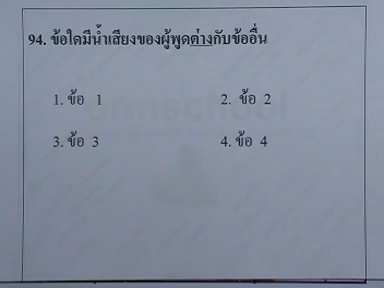 94. ข้อใดมีน้ำเสียงของผู้พูดต่างกับข้ออื่น
1. ข้อ 1 2. ข้อ 2
3. ข้อ 3 4. ข้อ 4